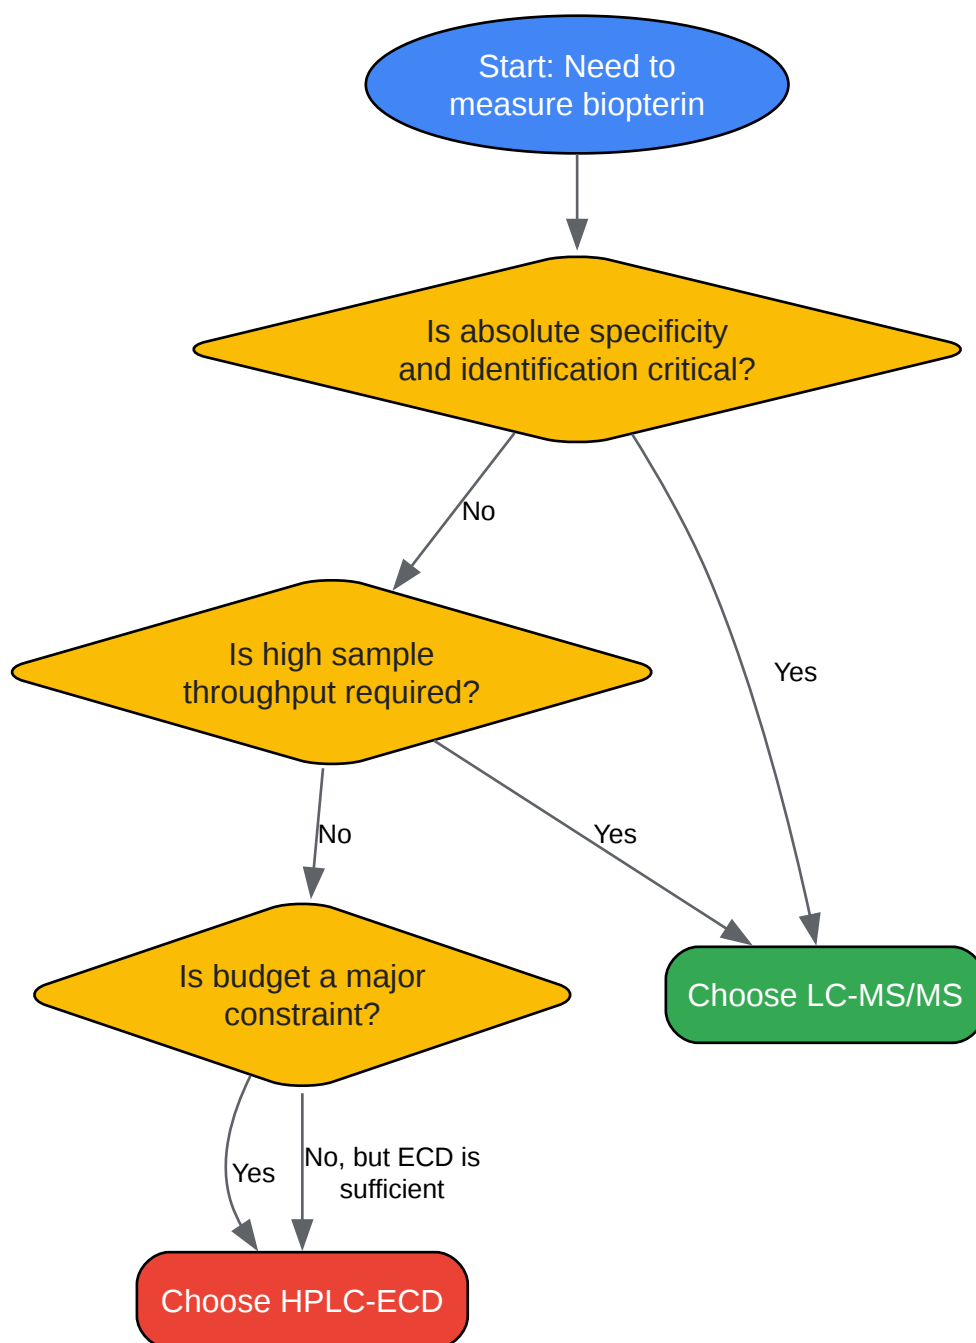 Start: Need to
measure biopterin
Is absolute specificity
and identification critical?
No
Is high sample
throughput required?
Yes
No
Yes
Is budget a major
constraint?
Choose LC-MS/MS
Yes
No, but ECD is
sufficient
Choose HPLC-ECD